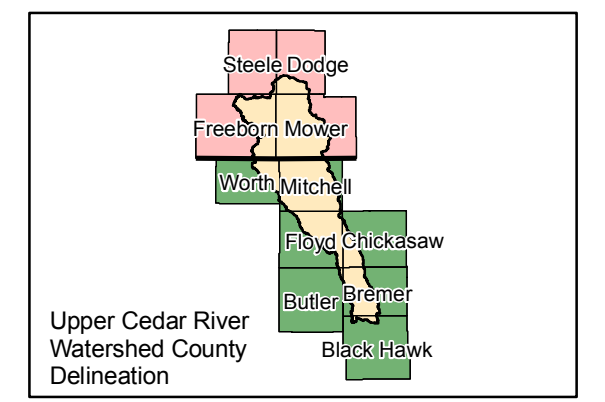 Steele Dodge
Freeborn Mower
Worth Mitchell
Floyd Chickasaw
Butler Bremer
Black Hawk
Upper Cedar River
Watershed County
Delineation